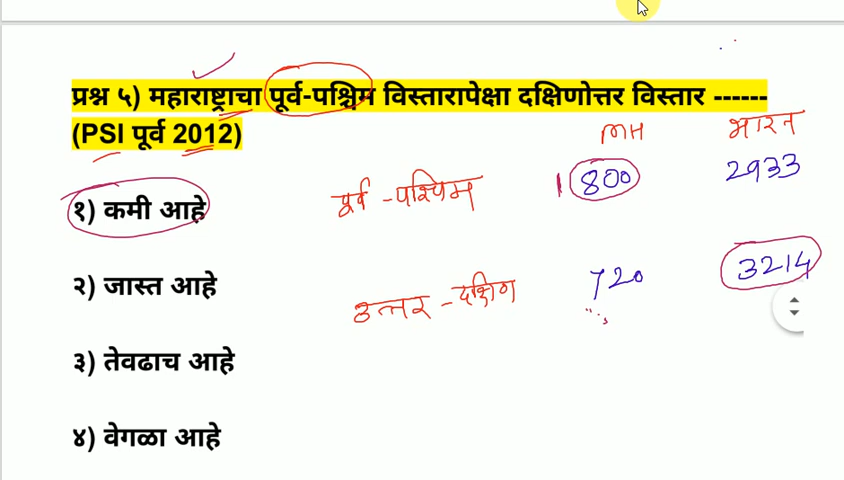 प्रश्न ५) महाराष्ट्राचा पूर्व-पश्चिम विस्तारापेक्षा दक्षिणोत्तर विस्तार ------
(PSI पूर्व 2012)
MH भारत
१) कमी आहे
पूर्व - पश्चिम 800 2933
२) जास्त आहे
उत्तर - दक्षिण 720 3214
३) तेवढाच आहे
४) वेगळा आहे